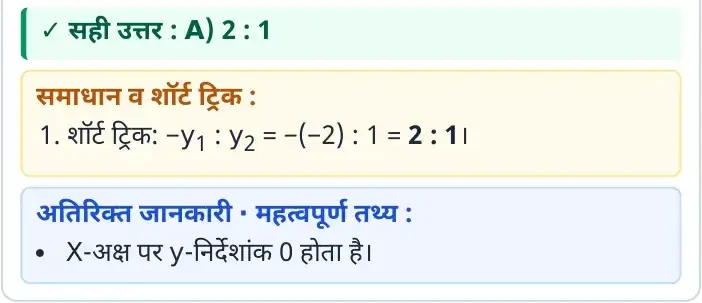 ✓ सही उत्तर : A) 2 : 1
समाधान व शॉर्ट ट्रिक :
1. शॉर्ट ट्रिक: −y₁ : y₂ = −(−2) : 1 = 2 : 1।
अतिरिक्त जानकारी · महत्वपूर्ण तथ्य :
• X-अक्ष पर y-निर्देशांक 0 होता है।